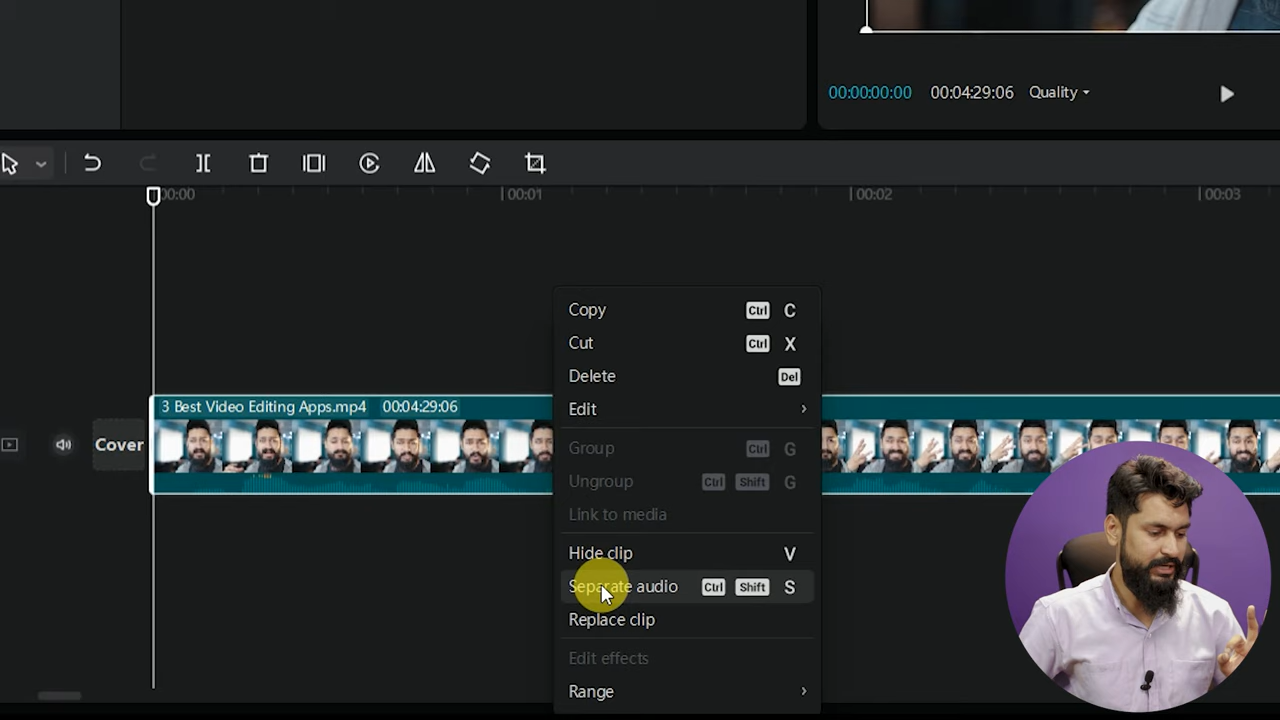 00:00:00:00 00:04:29:06 Quality
00:00 00:01 00:02 00:03
Copy Ctrl C
Cut Ctrl X
Delete Del
3 Best Video Editing Apps.mp4 00:04:29:06
Edit
Cover
Group Ctrl G
Ungroup Ctrl Shift G
Link to media
Hide clip V
Separate audio Ctrl Shift S
Replace clip
Edit effects
Range